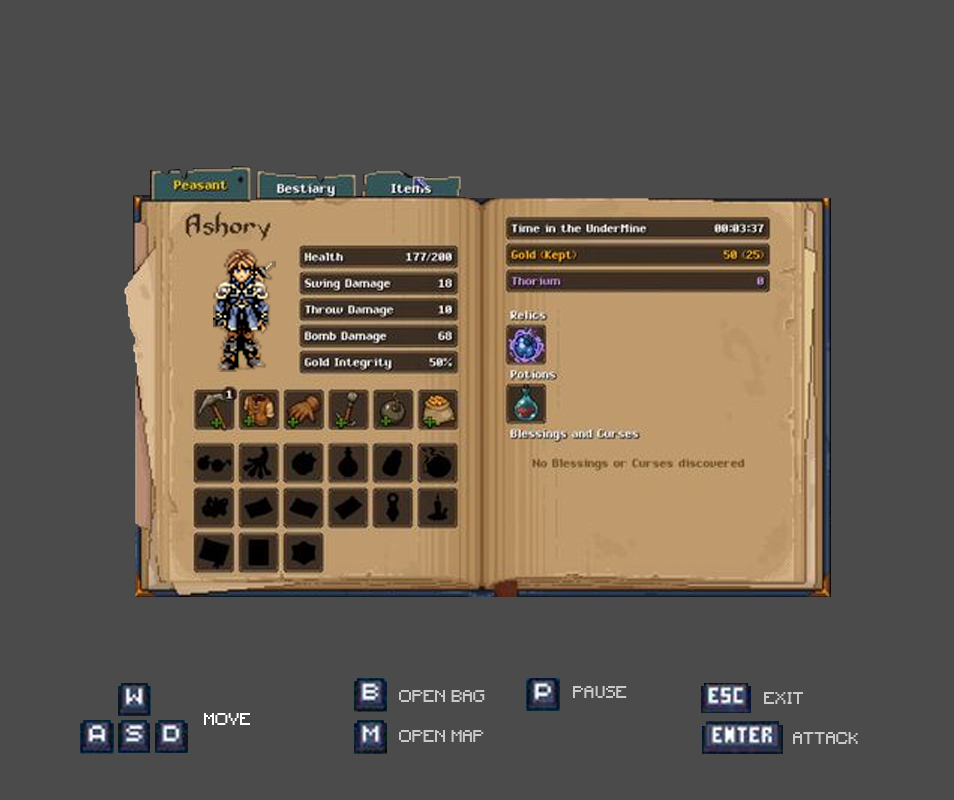 Peasant
Bestiary
Items
Ashory
Health 177/200
Swing Damage 18
Throw Damage 10
Bomb Damage 68
Gold Integrity 50%
1
Time in the UnderMine 00:03:37
Gold (Kept) 50 (25)
Thorium 0
Relics
Potions
Blessings and Curses
No Blessings or Curses discovered
W
A S D MOVE
B OPEN BAG
M OPEN MAP
P PAUSE
ESC EXIT
ENTER ATTACK